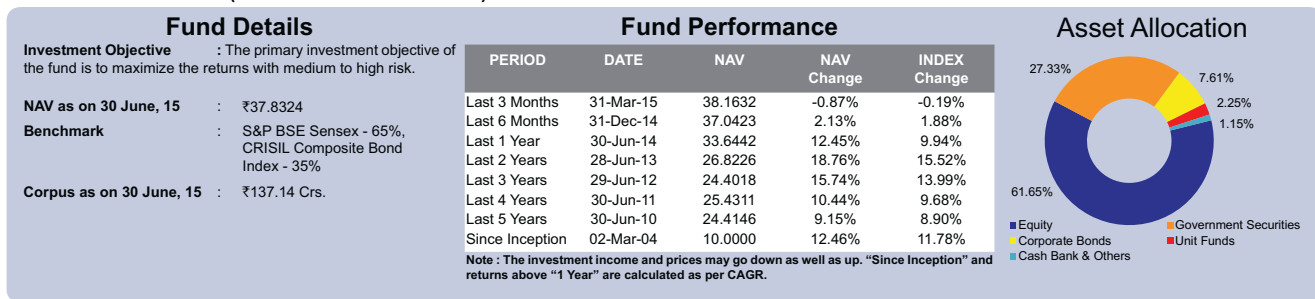 Fund Details
Investment Objective : The primary investment objective of
the fund is to maximize the returns with medium to high risk.
NAV as on 30 June, 15 : ₹37.8324
Benchmark : S&P BSE Sensex - 65%,
CRISIL Composite Bond
Index - 35%
Corpus as on 30 June, 15 : ₹137.14 Crs.
Fund Performance
PERIOD DATE NAV NAV Change INDEX Change
Last 3 Months 31-Mar-15 38.1632 -0.87% -0.19%
Last 6 Months 31-Dec-14 37.0423 2.13% 1.88%
Last 1 Year 30-Jun-14 33.6442 12.45% 9.94%
Last 2 Years 28-Jun-13 26.8226 18.76% 15.52%
Last 3 Years 29-Jun-12 24.4018 15.74% 13.99%
Last 4 Years 30-Jun-11 25.4311 10.44% 9.68%
Last 5 Years 30-Jun-10 24.4146 9.15% 8.90%
Since Inception 02-Mar-04 10.0000 12.46% 11.78%
Note : The investment income and prices may go down as well as up. “Since Inception” and
returns above “1 Year” are calculated as per CAGR.
Asset Allocation
27.33%
7.61%
2.25%
1.15%
61.65%
Equity Government Securities
Corporate Bonds Unit Funds
Cash Bank & Others